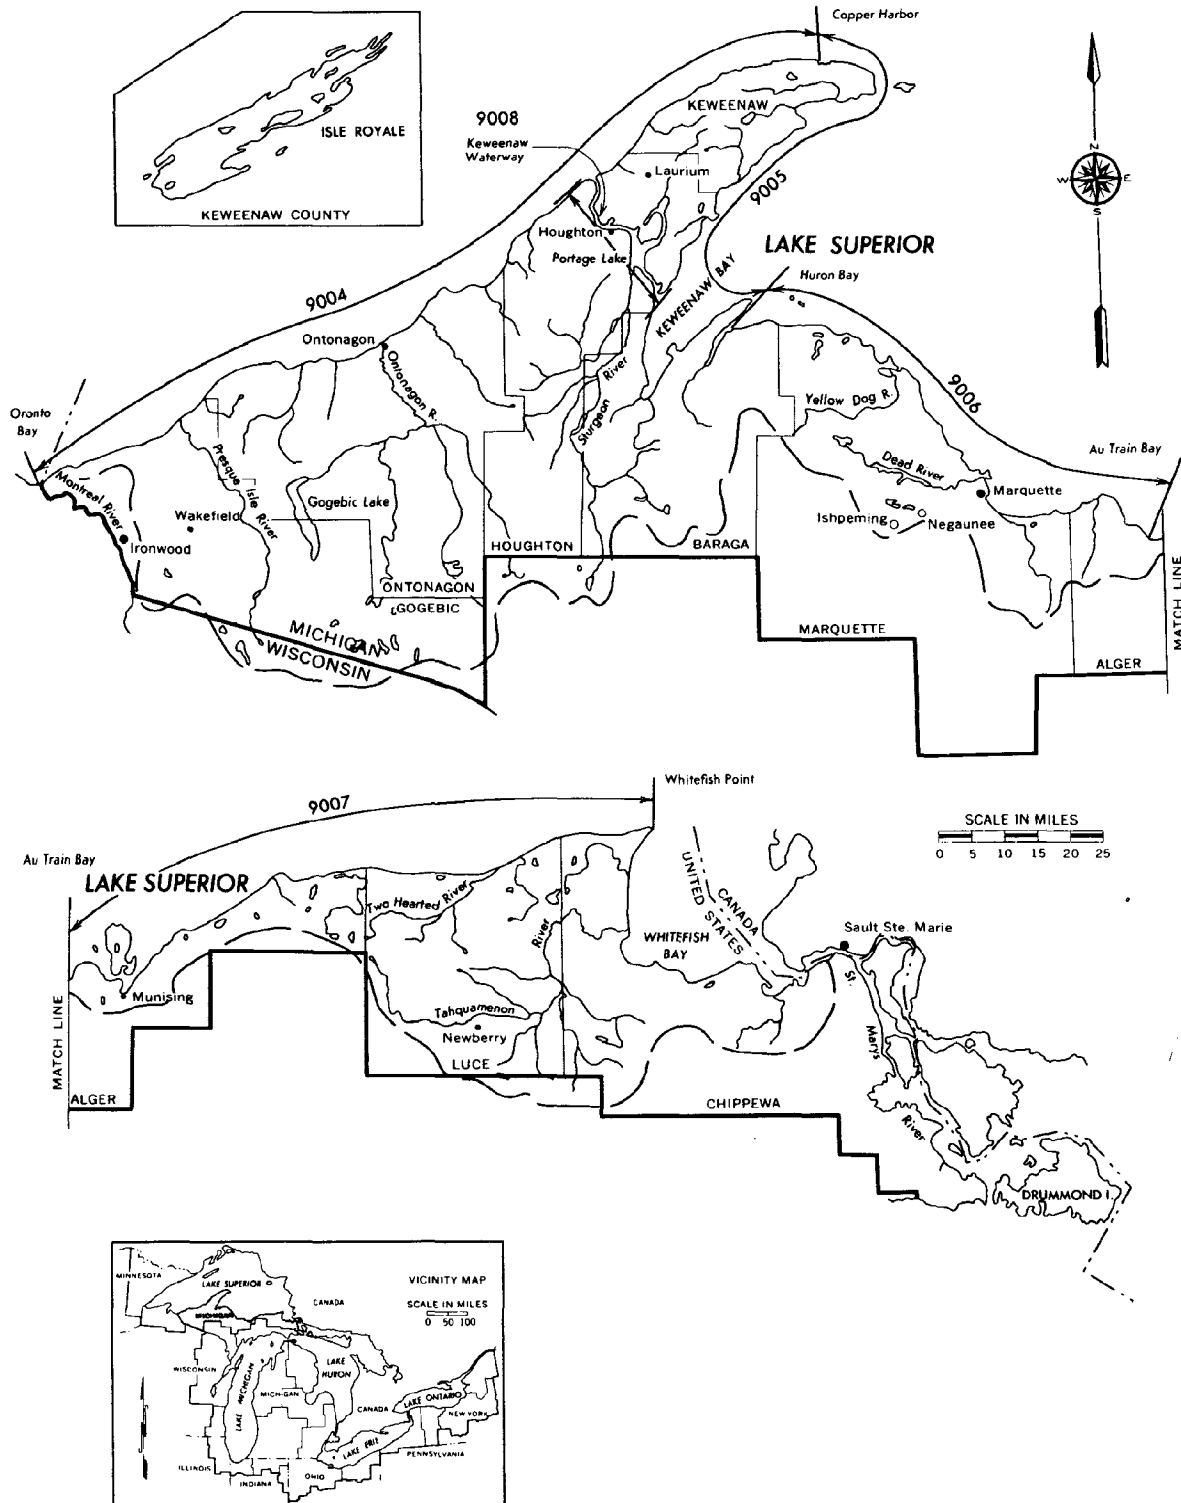 Copper Harbor
KEWEENAW
ISLE ROYALE
KEWEENAW COUNTY
9008
Keweenaw
Waterway
Laurium
9005
N
W
E
S
Houghton
Portage Lake
LAKE SUPERIOR
Huron Bay
KEWEENAW BAY
9004
Ontonagon
Ontonagon R.
Sturgeon
River
Yellow Dog R.
9006
Oronto
Bay
Au Train Bay
Montreal River
Presque Isle River
Gogebic Lake
Dead River
Marquette
Wakefield
Ishpeming
Negaunee
Ironwood
HOUGHTON
BARAGA
ONTONAGON
GOGEBIC
MICHIGAN
WISCONSIN
MARQUETTE
ALGER
MATCH LINE
Whitefish Point
9007
SCALE IN MILES
0 5 10 15 20 25
Au Train Bay
LAKE SUPERIOR
Two Hearted River
River
CANADA
UNITED STATES
WHITEFISH
BAY
Sault Ste. Marie
St.
Marys
River
Munising
Tahquamenon
Newberry
LUCE
MATCH LINE
ALGER
CHIPPEWA
DRUMMOND I.
MINNESOTA
LAKE SUPERIOR
VICINITY MAP
SCALE IN MILES
0 50 100
CANADA
MICHIGAN
WISCONSIN
LAKE MICHIGAN
LAKE
HURON
MICH-GAN
CANADA
LAKE ONTARIO
NEW YORK
LAKE ERIE
PENNSYLVANIA
ILLINOIS
INDIANA
OHIO